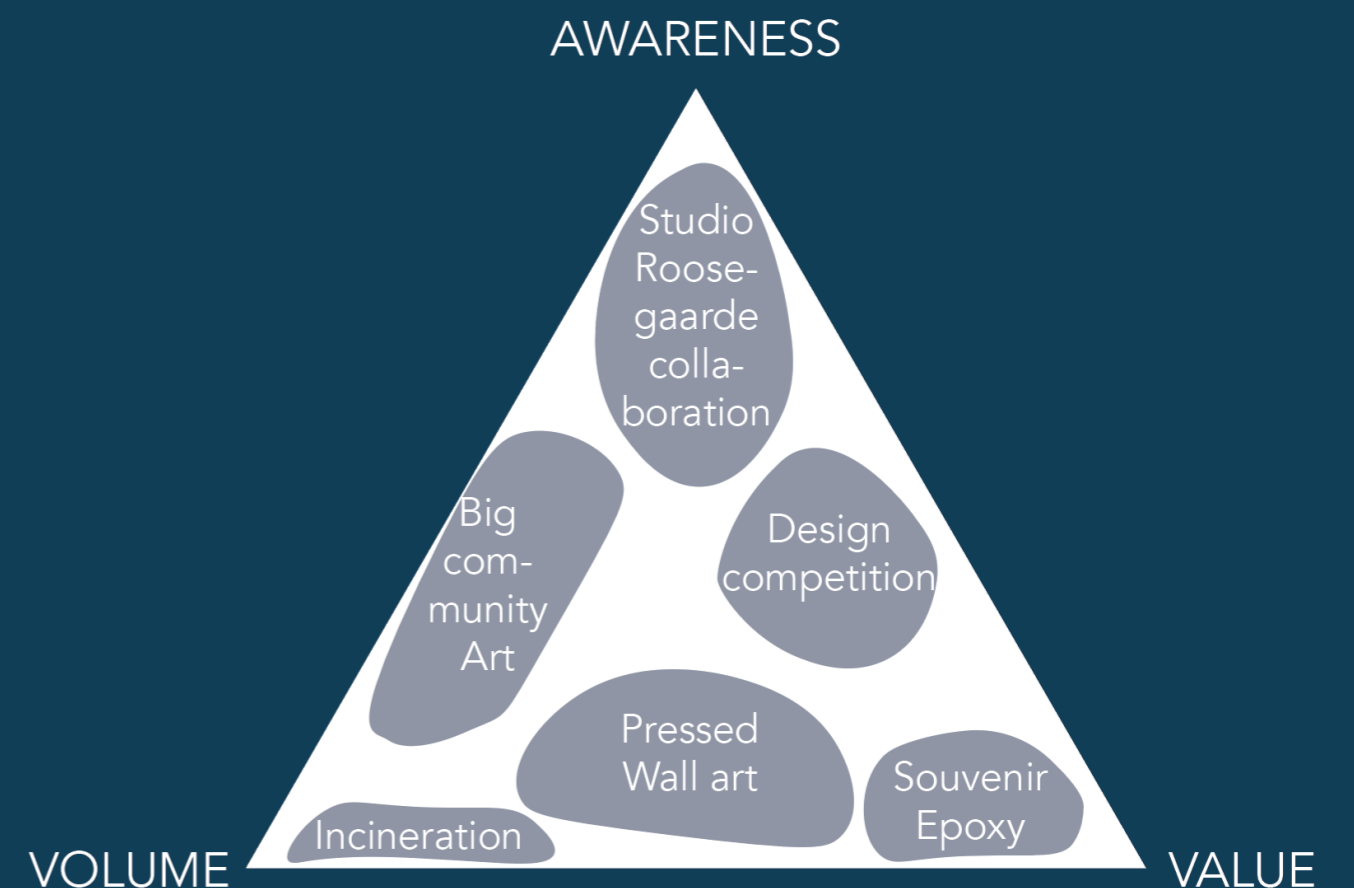 AWARENESS
Studio
Roose-
gaarde
colla-
boration
Big
com-
munity
Art
Design
competition
Pressed
Wall art
Souvenir
Epoxy
Incineration
VOLUME
VALUE